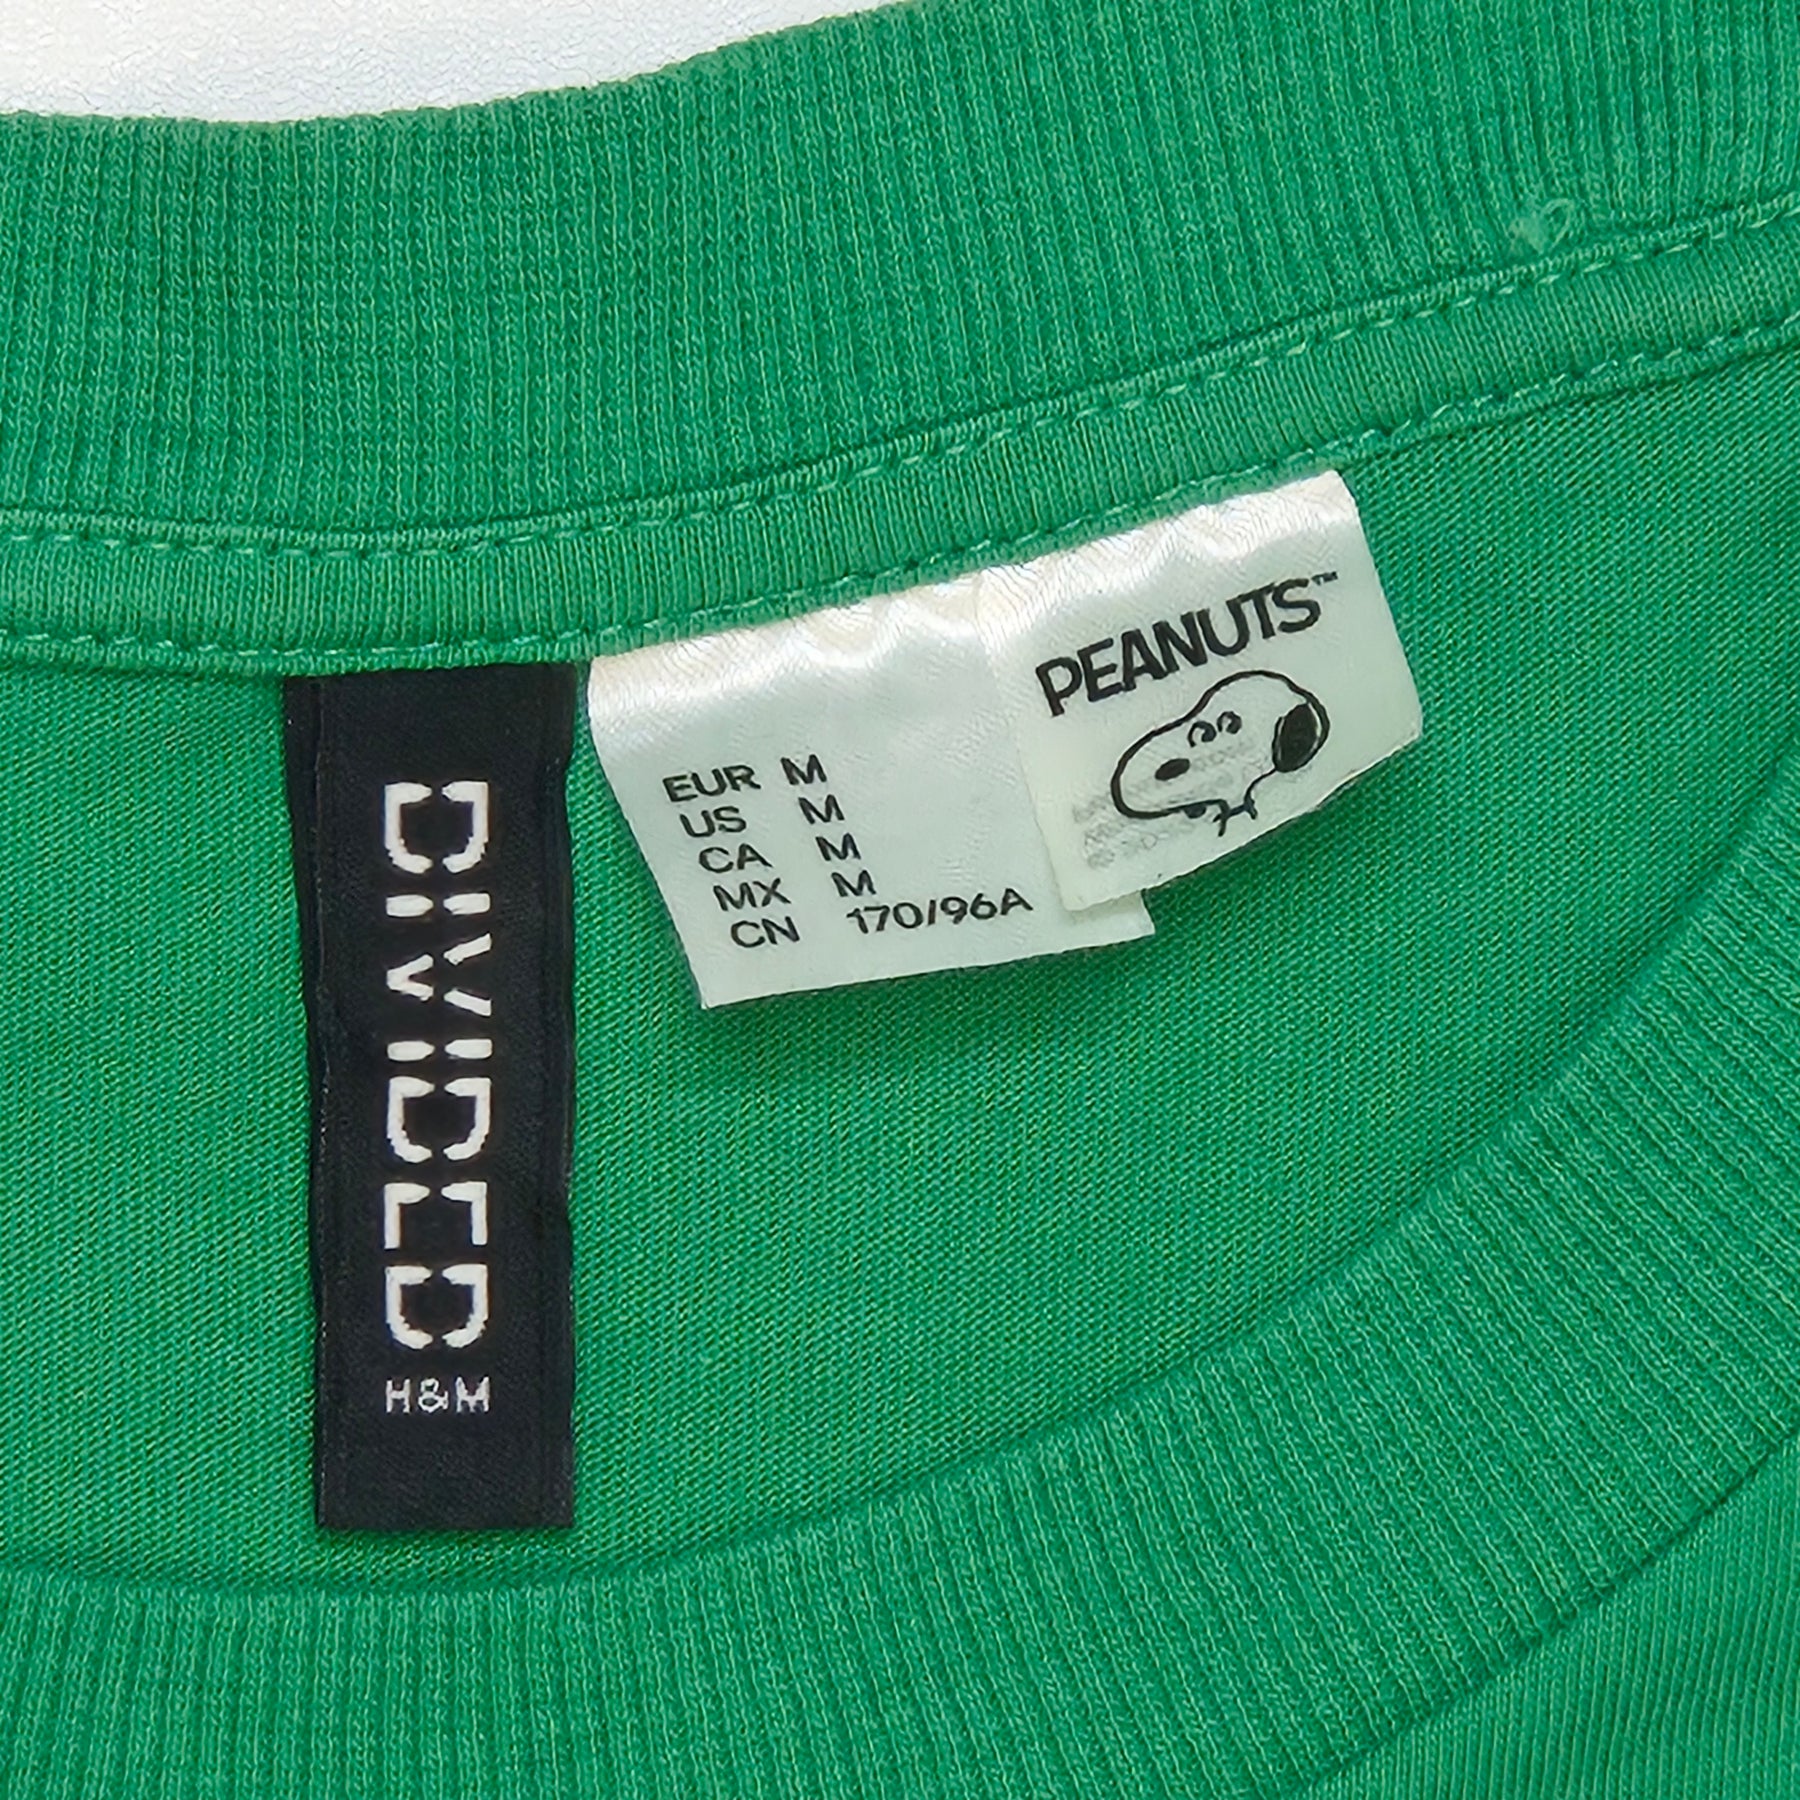 DIVIDED
H&M
EUR M
US M
CA M
MX M
CN 170/96A
PEANUTS™